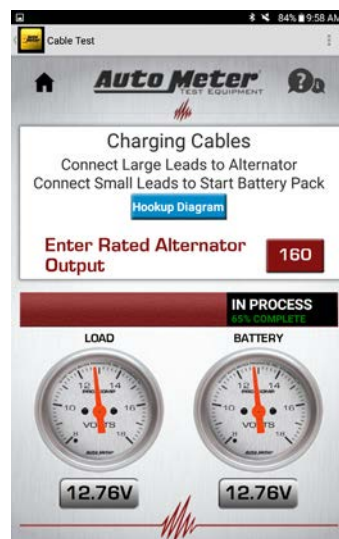 84% 9:58 AM
Cable Test
Auto Meter
TEST EQUIPMENT
Charging Cables
Connect Large Leads to Alternator
Connect Small Leads to Start Battery Pack
Hookup Diagram
Enter Rated Alternator
Output
160
IN PROCESS
65% COMPLETE
LOAD
BATTERY
12 14
12 14
10 16
10 16
VOLTS
VOLTS
8 18
8 18
12.76V
12.76V